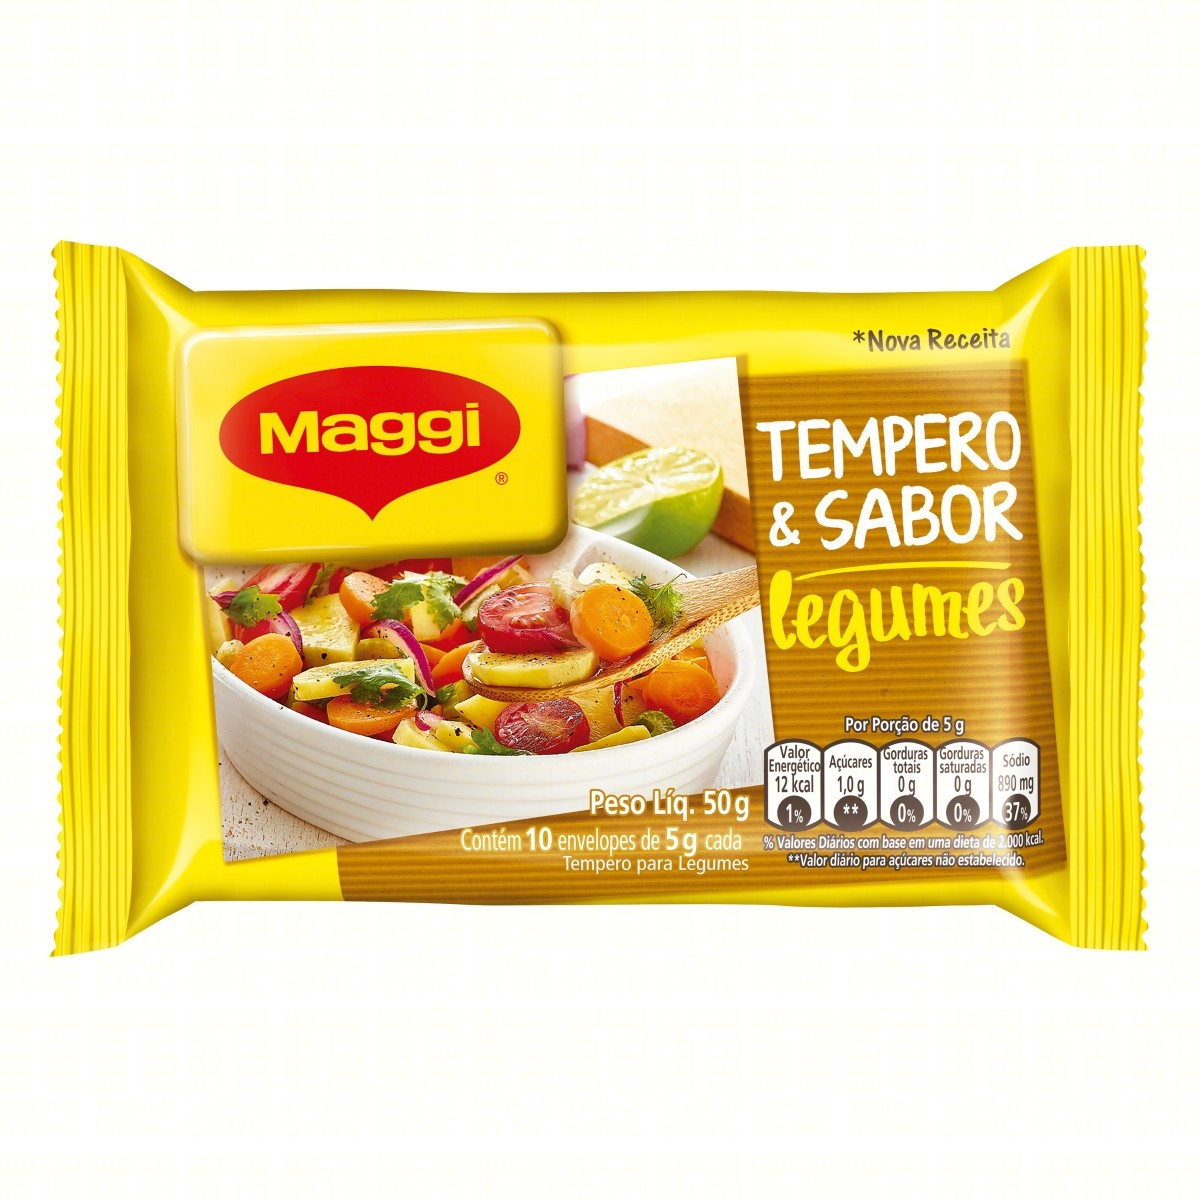 *Nova Receita
Maggi
®
TEMPERO
& SABOR
legumes
Por Porção de 5 g
Valor Energético 12 kcal 1%
Açúcares 1,0 g **
Gorduras totais 0 g 0%
Gorduras saturadas 0 g 0%
Sódio 890 mg 37%
% Valores Diários com base em uma dieta de 2.000 kcal.
**Valor diário para açúcares não estabelecido.
Peso Líq. 50 g
Contém 10 envelopes de 5 g cada
Tempero para Legumes